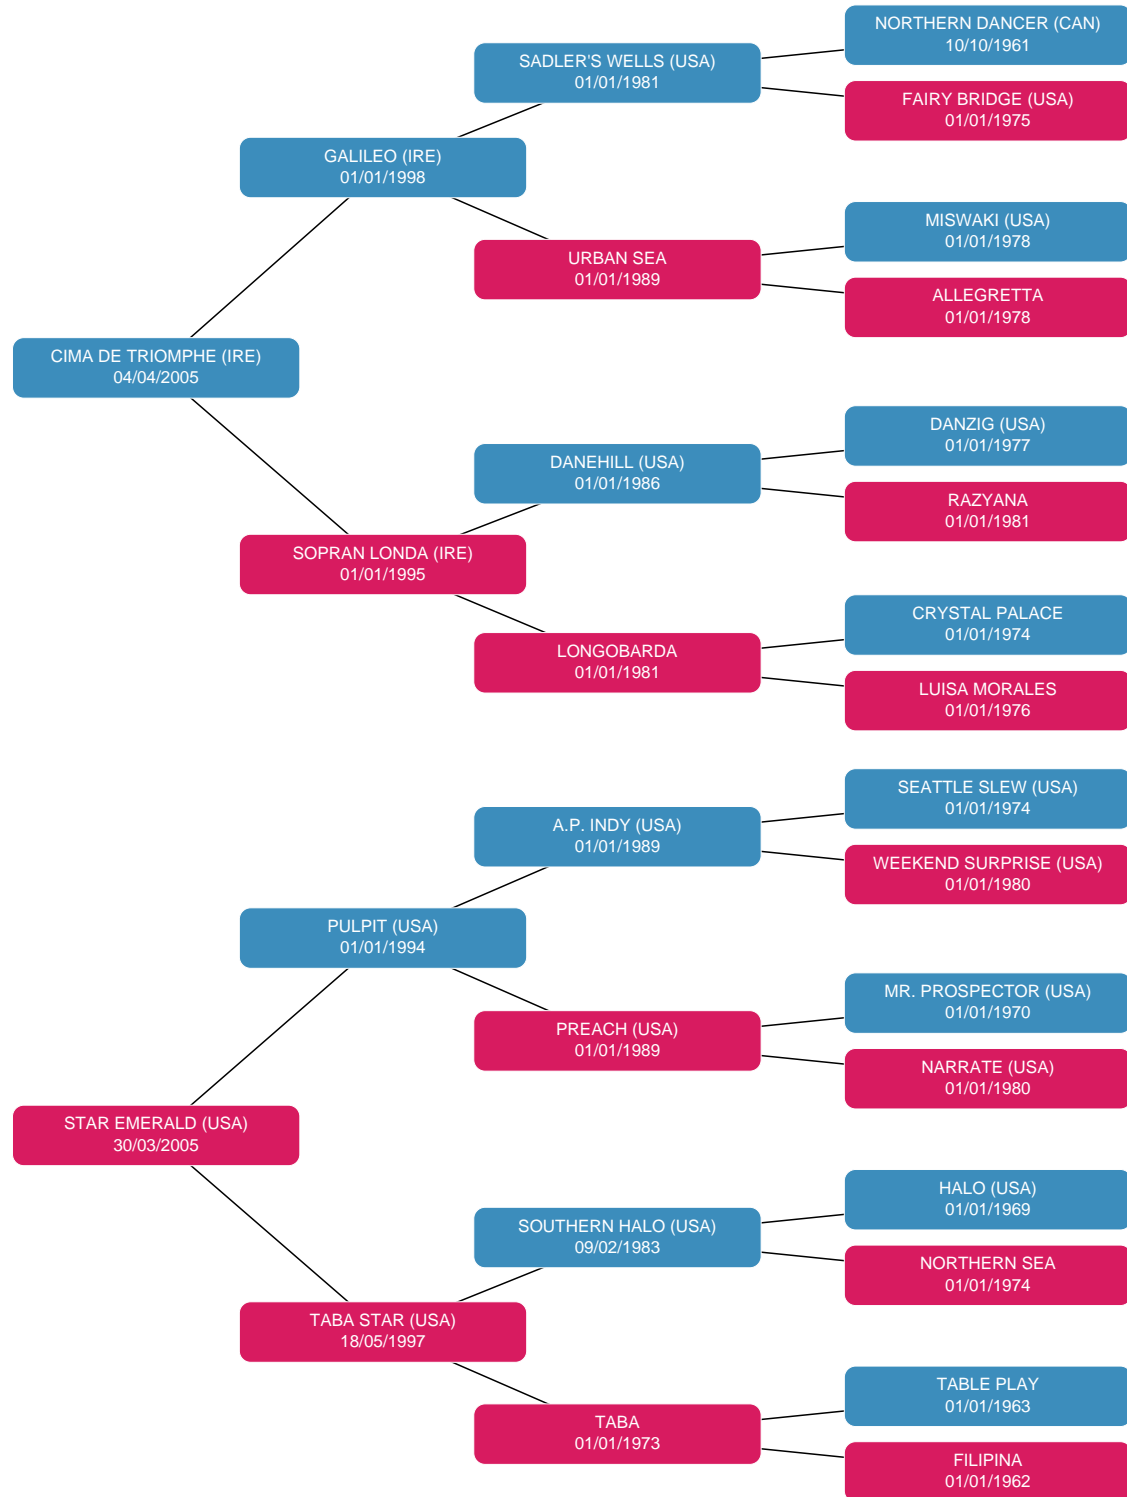 NORTHERN DANCER (CAN)
10/10/1961
SADLER'S WELLS (USA)
01/01/1981
FAIRY BRIDGE (USA)
01/01/1975
GALILEO (IRE)
01/01/1998
MISWAKI (USA)
01/01/1978
URBAN SEA
01/01/1989
ALLEGRETTA
01/01/1978
CIMA DE TRIOMPHE (IRE)
04/04/2005
DANZIG (USA)
01/01/1977
DANEHILL (USA)
01/01/1986
RAZYANA
01/01/1981
SOPRAN LONDA (IRE)
01/01/1995
CRYSTAL PALACE
01/01/1974
LONGOBARDA
01/01/1981
LUISA MORALES
01/01/1976
SEATTLE SLEW (USA)
01/01/1974
A.P. INDY (USA)
01/01/1989
WEEKEND SURPRISE (USA)
01/01/1980
PULPIT (USA)
01/01/1994
MR. PROSPECTOR (USA)
01/01/1970
PREACH (USA)
01/01/1989
NARRATE (USA)
01/01/1980
STAR EMERALD (USA)
30/03/2005
HALO (USA)
01/01/1969
SOUTHERN HALO (USA)
09/02/1983
NORTHERN SEA
01/01/1974
TABA STAR (USA)
18/05/1997
TABLE PLAY
01/01/1963
TABA
01/01/1973
FILIPINA
01/01/1962